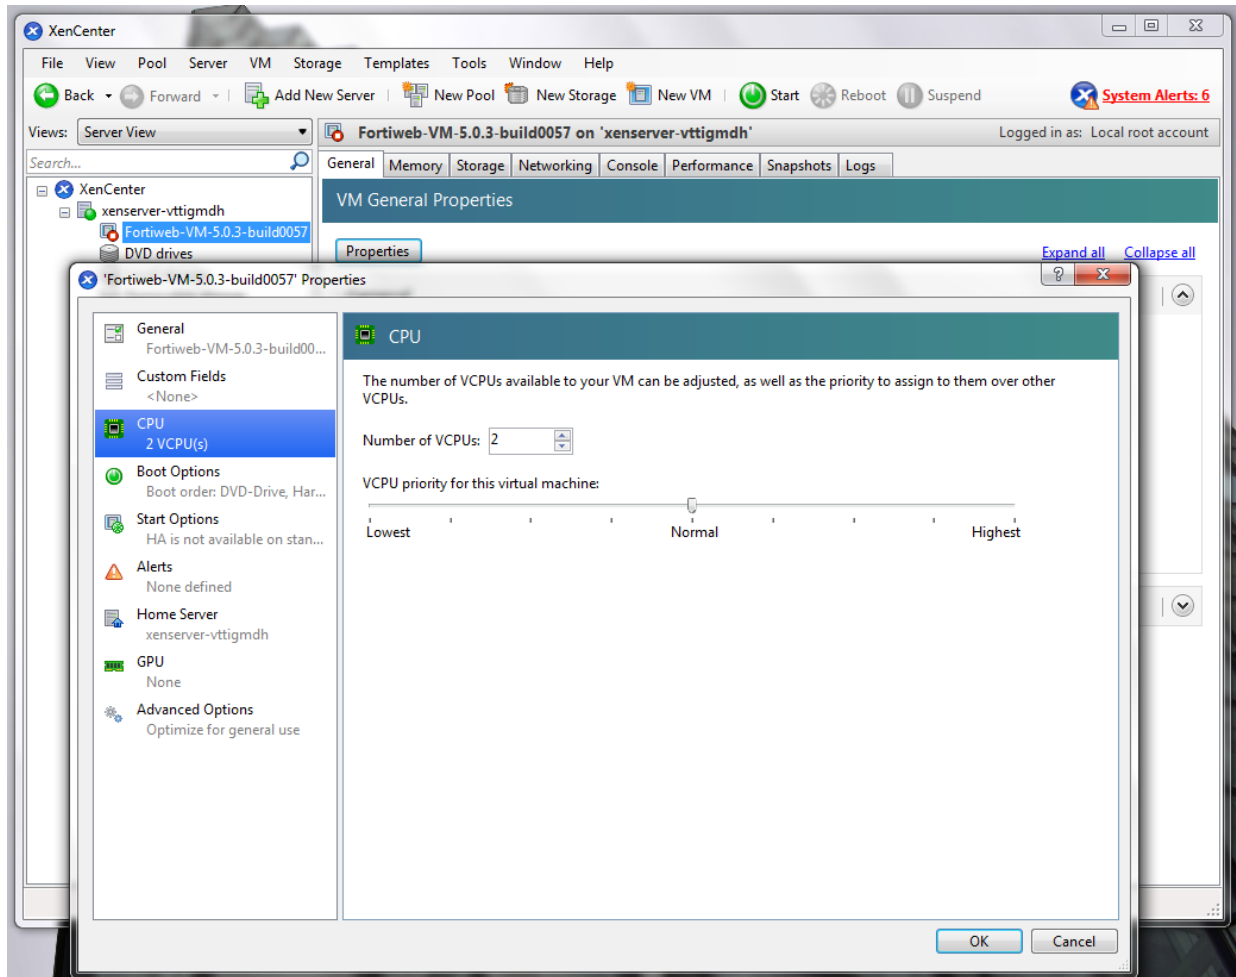 XenCenter
File View Pool Server VM Storage Templates Tools Window Help
Back Forward Add New Server New Pool New Storage New VM Start Reboot Suspend System Alerts: 6
Views: Server View
Fortiweb-VM-5.0.3-build0057 on 'xenserver-vttigmdh' Logged in as: Local root account
Search...
General Memory Storage Networking Console Performance Snapshots Logs
XenCenter
xenserver-vttigmdh
Fortiweb-VM-5.0.3-build0057
DVD drives
VM General Properties
Properties
Expand all Collapse all
'Fortiweb-VM-5.0.3-build0057' Properties
General
Fortiweb-VM-5.0.3-build00...
Custom Fields
<None>
CPU
2 VCPU(s)
Boot Options
Boot order: DVD-Drive, Har...
Start Options
HA is not available on stan...
Alerts
None defined
Home Server
xenserver-vttigmdh
GPU
None
Advanced Options
Optimize for general use
CPU
The number of VCPUs available to your VM can be adjusted, as well as the priority to assign to them over other
VCPUs.
Number of VCPUs: 2
VCPU priority for this virtual machine:
Lowest Normal Highest
OK Cancel